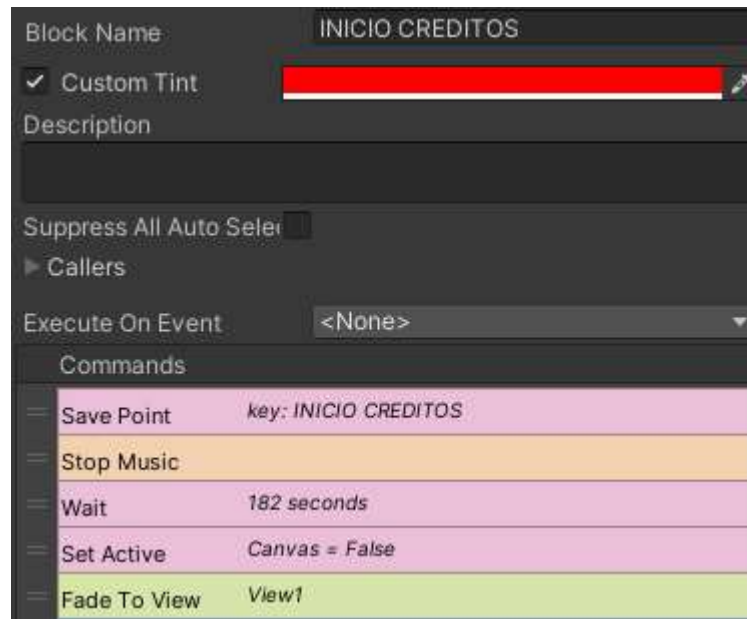 Block Name INICIO CREDITOS
Custom Tint
Description
Suppress All Auto Sele
Callers
Execute On Event <None>
Commands
Save Point key: INICIO CREDITOS
Stop Music
Wait 182 seconds
Set Active Canvas = False
Fade To View View1